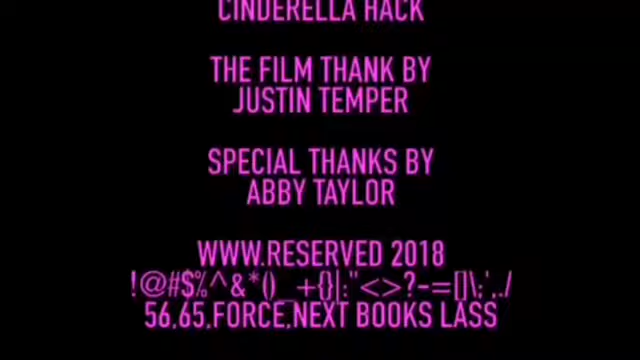 CINDERELLA HACK
THE FILM THANK BY
JUSTIN TEMPER
SPECIAL THANKS BY
ABBY TAYLOR
WWW.RESERVED 2018
!@#$%^&*()_+{}|:"<>?-=[]\;',./
56,65,FORCE,NEXT BOOKS LASS